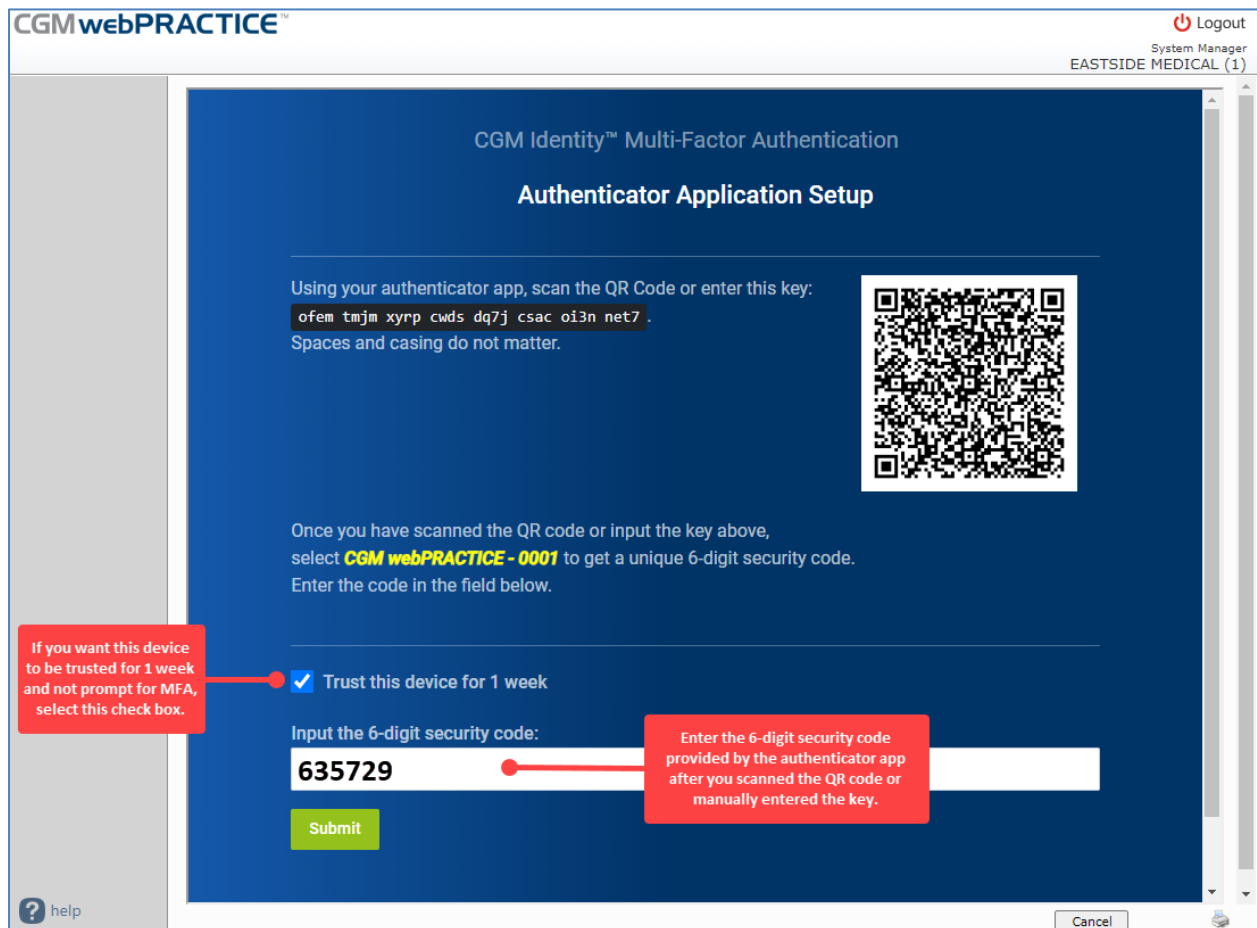 CGM webPRACTICE™
Logout
System Manager
EASTSIDE MEDICAL (1)
CGM Identity™ Multi-Factor Authentication
Authenticator Application Setup
Using your authenticator app, scan the QR Code or enter this key:
ofem tmjm xyrp cwds dq7j csac oi3n net7 .
Spaces and casing do not matter.
Once you have scanned the QR code or input the key above,
select CGM webPRACTICE - 0001 to get a unique 6-digit security code.
Enter the code in the field below.
If you want this device
to be trusted for 1 week
and not prompt for MFA,
select this check box.
Trust this device for 1 week
Input the 6-digit security code:
635729
Enter the 6-digit security code
provided by the authenticator app
after you scanned the QR code or
manually entered the key.
Submit
? help
Cancel